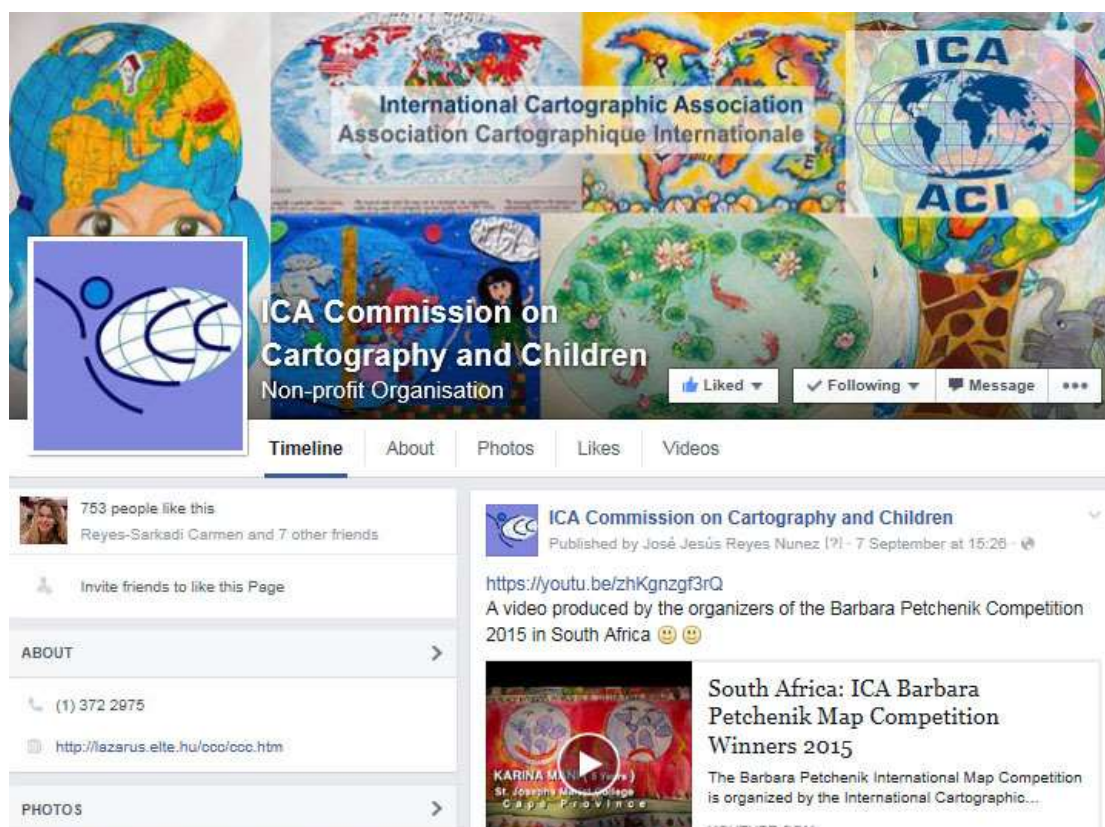 ICA
International Cartographic Association
Association Cartographique Internationale
ACI
ICA Commission on
Cartography and Children
Non-profit Organisation
Liked
Following
Message
Timeline
About
Photos
Likes
Videos
753 people like this
Reyes-Sarkadi Carmen and 7 other friends
Invite friends to like this Page
ABOUT
(1) 372 2975
http://lazarus.elte.hu/ccc/ccc.htm
PHOTOS
ICA Commission on Cartography and Children
Published by José Jesús Reyes Nunez [?] · 7 September at 15:26 ·
https://youtu.be/zhKgnzgf3rQ
A video produced by the organizers of the Barbara Petchenik Competition
2015 in South Africa
KARINA MANI ( 5 Years )
Cape Province
South Africa: ICA Barbara
Petchenik Map Competition
Winners 2015
The Barbara Petchenik International Map Competition
is organized by the International Cartographic...